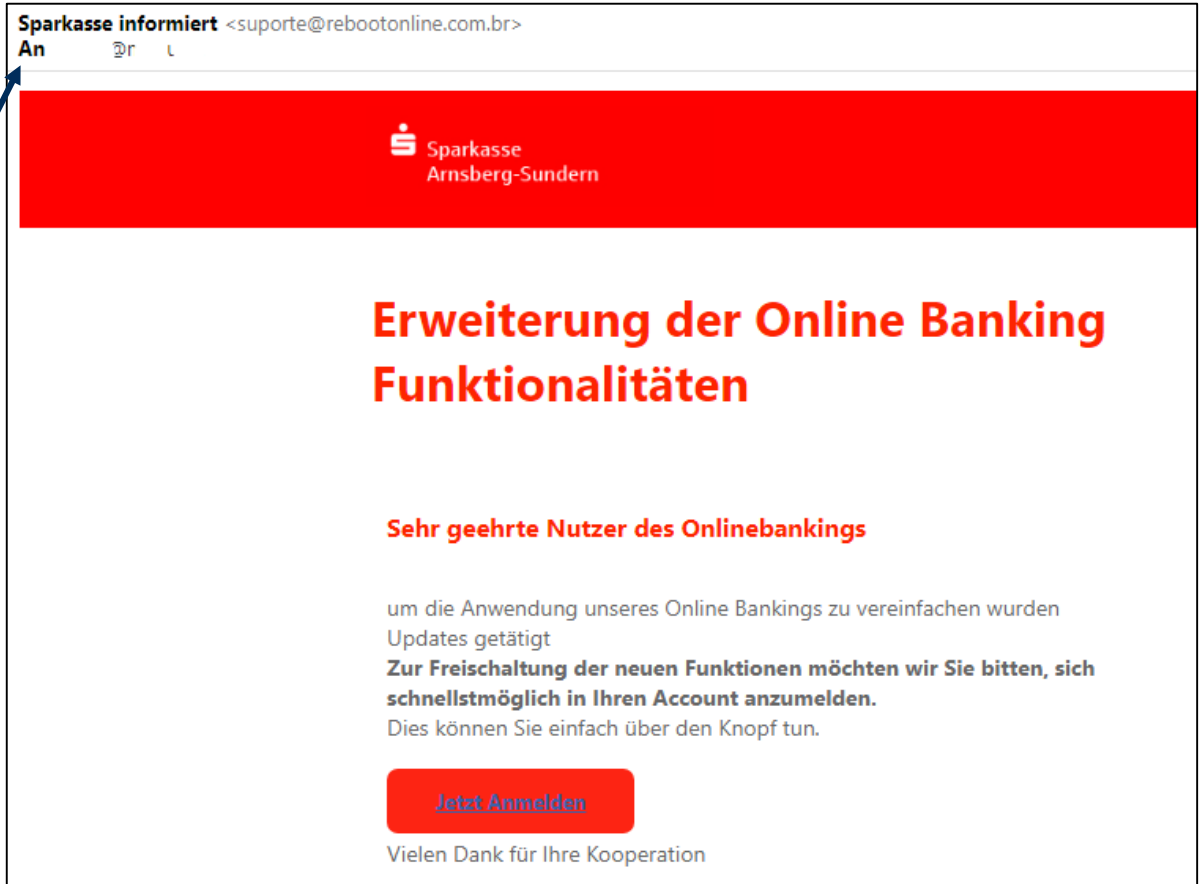 Sparkasse informiert <suporte@rebootonline.com.br>
An
Sparkasse
Arnsberg-Sundern
Erweiterung der Online Banking
Funktionalitäten
Sehr geehrte Nutzer des Onlinebankings
um die Anwendung unseres Online Bankings zu vereinfachen wurden
Updates getätigt
Zur Freischaltung der neuen Funktionen möchten wir Sie bitten, sich
schnellstmöglich in Ihren Account anzumelden.
Dies können Sie einfach über den Knopf tun.
Jetzt Anmelden
Vielen Dank für Ihre Kooperation